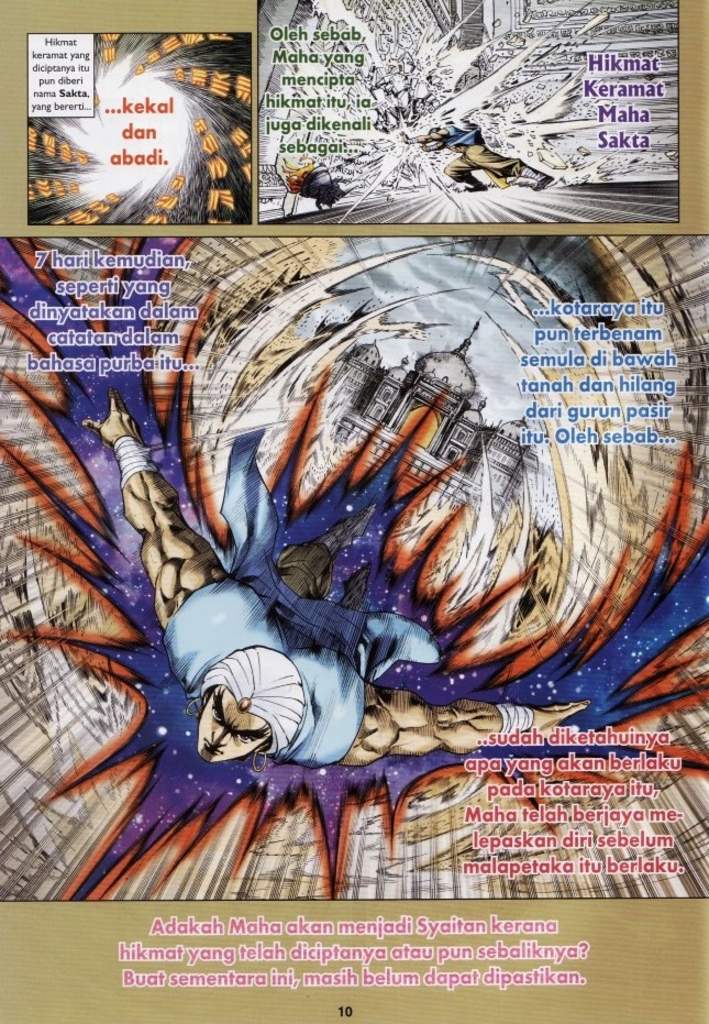 Hikmat
keramat yang
diciptanya itu
pun diberi
nama Sakta,
yang bererti...
...kekal
dan
abadi.
Oleh sebab,
Maha yang
mencipta
hikmat itu, ia
juga dikenali
sebagai...
Hikmat
Keramat
Maha
Sakta
7 hari kemudian,
seperti yang
dinyatakan dalam
catatan dalam
bahasa purba itu...
...kotaraya itu
pun terbenam
semula di bawah
tanah dan hilang
dari gurun pasir
itu. Oleh sebab...
...sudah diketahuinya
apa yang akan berlaku
pada kotaraya itu,
Maha telah berjaya me-
lepaskan diri sebelum
malapetaka itu berlaku.
Adakah Maha akan menjadi Syaitan kerana
hikmat yang telah diciptanya atau pun sebaliknya?
Buat sementara ini, masih belum dapat dipastikan.
10